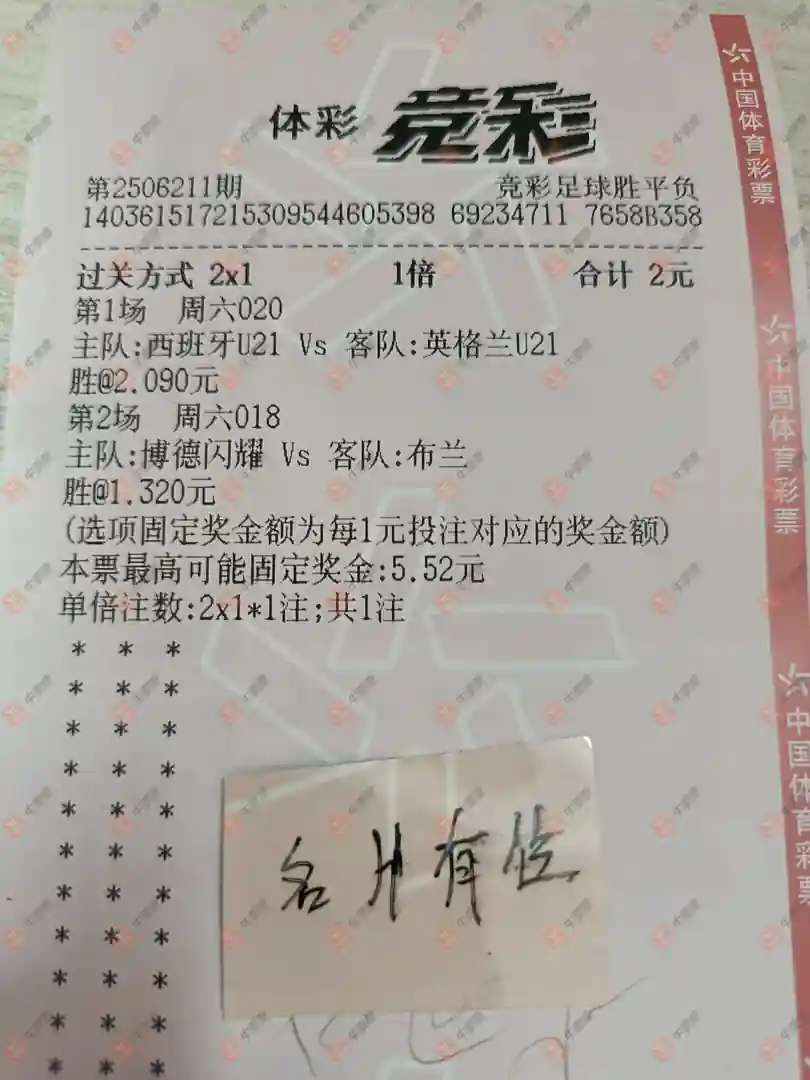 体彩 竞彩
中国体育彩票
第2506211期 竞彩足球胜平负
140361517215309544605398 69234711 7658B358
过关方式 2x1 1倍 合计 2元
第1场 周六020
主队:西班牙U21 Vs 客队:英格兰U21
胜@2.090元
第2场 周六018
主队:博德闪耀 Vs 客队:布兰
胜@1.320元
(选项固定奖金额为每1元投注对应的奖金额)
本票最高可能固定奖金:5.52元
单倍注数:2x1*1注;共1注
* * *
* * *
* * *
* * *
* * *
* * *
* * *
* * *
* * *
* * *
* * *
名片有
中国体育彩票
中国体育彩票